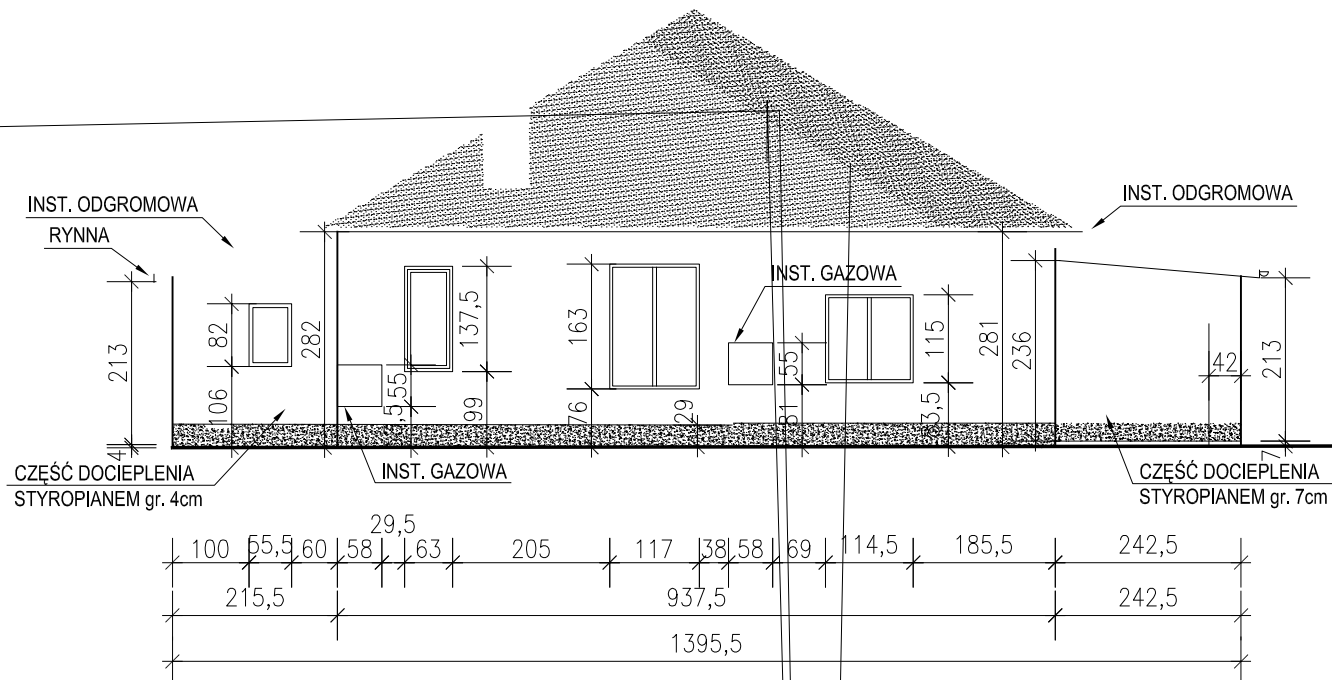 INST. ODGROMOWA
RYNNA
INST. ODGROMOWA
INST. GAZOWA
213
4
82
106
282
55
137,5
99
163
76
29
55
81
115
281
236
42
213
7
CZĘŚĆ DOCIEPLENIA
STYROPIANEM gr. 4cm
INST. GAZOWA
CZĘŚĆ DOCIEPLENIA
STYROPIANEM gr. 7cm
29,5
100 55,5 60 58 63 205 117 38 58 69 114,5 185,5 242,5
215,5 937,5 242,5
1395,5